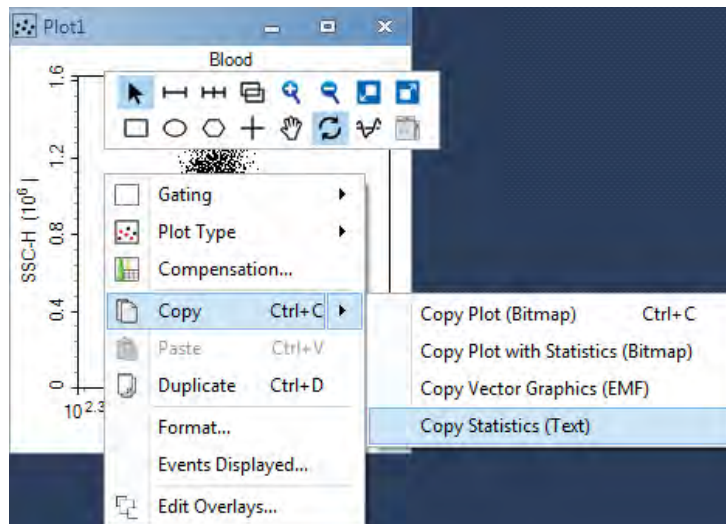 Plot1
Blood
1.6
1.2
SSC-H (10⁶)
0.8
0.4
0
10².³
Gating
Plot Type
Compensation...
Copy Ctrl+C
Paste Ctrl+V
Duplicate Ctrl+D
Format...
Events Displayed...
Edit Overlays...
Copy Plot (Bitmap) Ctrl+C
Copy Plot with Statistics (Bitmap)
Copy Vector Graphics (EMF)
Copy Statistics (Text)